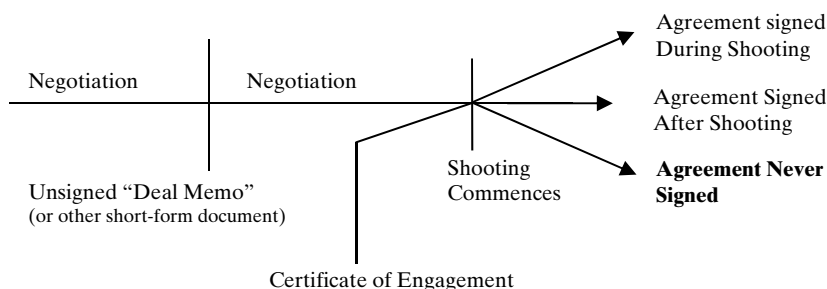 Negotiation
Negotiation
Agreement signed
During Shooting
Agreement Signed
After Shooting
Agreement Never
Signed
Unsigned “Deal Memo”
(or other short-form document)
Shooting
Commences
Certificate of Engagement